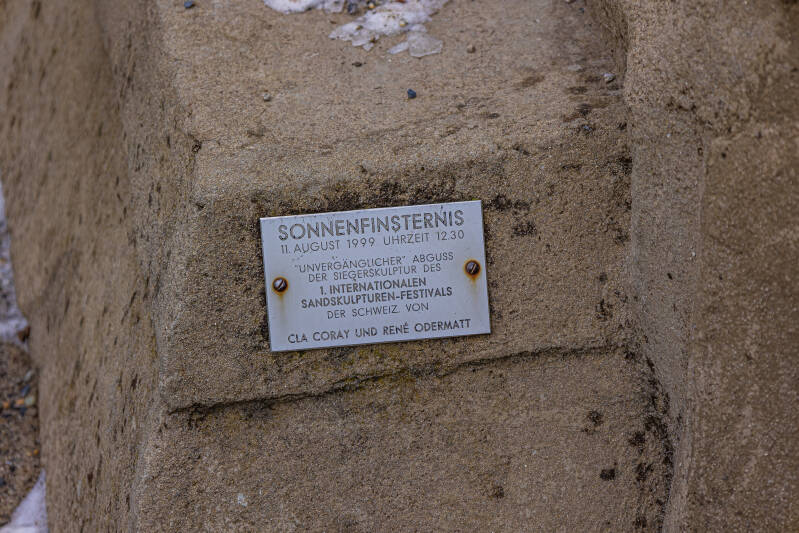 SONNENFINSTERNIS
11. AUGUST 1999 UHRZEIT 12.30
"UNVERGÄNGLICHER" ABGUSS
DER SIEGERSKULPTUR DES
1. INTERNATIONALEN
SANDSKULPTUREN-FESTIVALS
DER SCHWEIZ. VON
CLA CORAY UND RENÉ ODERMATT